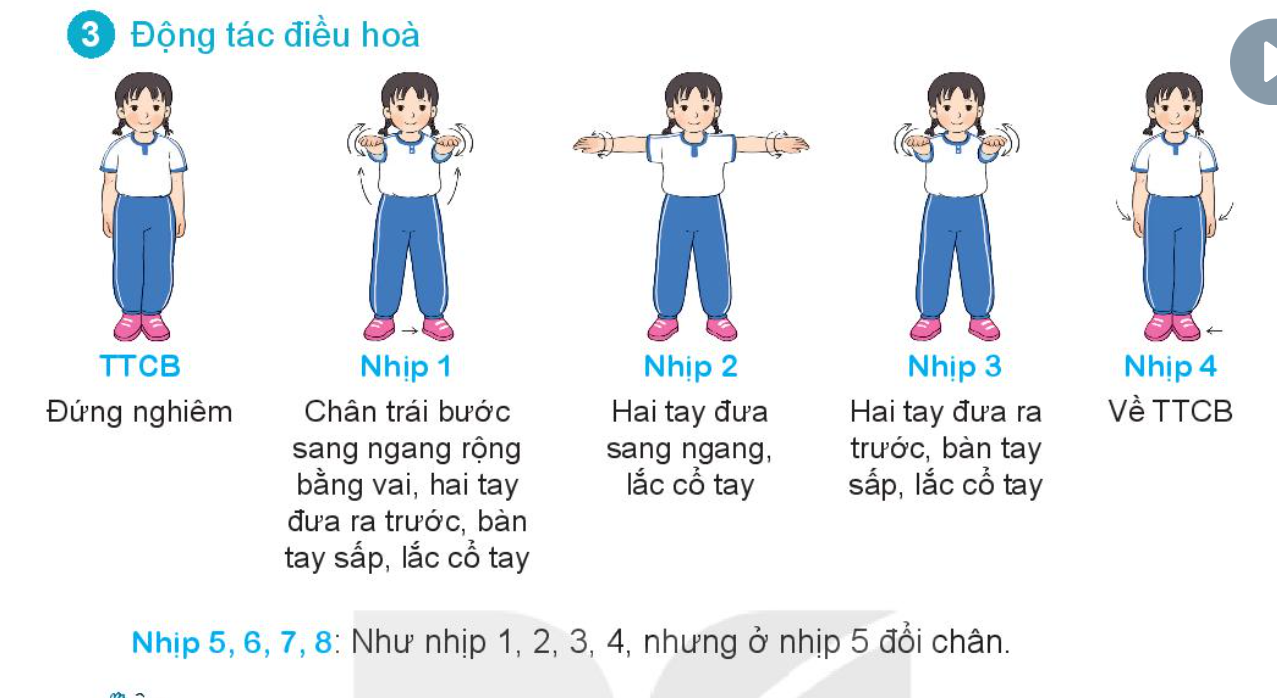 3 Động tác điều hoà
TTCB
Đứng nghiêm
Nhịp 1
Chân trái bước
sang ngang rộng
bằng vai, hai tay
đưa ra trước, bàn
tay sấp, lắc cổ tay
Nhịp 2
Hai tay đưa
sang ngang,
lắc cổ tay
Nhịp 3
Hai tay đưa ra
trước, bàn tay
sấp, lắc cổ tay
Nhịp 4
Về TTCB
Nhịp 5, 6, 7, 8: Như nhịp 1, 2, 3, 4, nhưng ở nhịp 5 đổi chân.